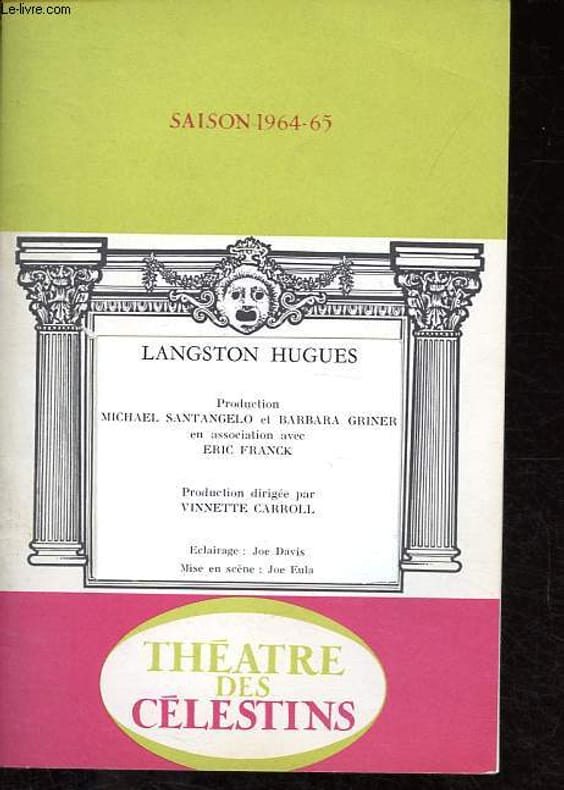 Le-livre.com
SAISON 1964-65
LANGSTON HUGUES
Production
MICHAEL SANTANGELO et BARBARA GRINER
en association avec
ERIC FRANCK
Production dirigée par
VINNETTE CARROLL
Eclairage : Joe Davis
Mise en scène : Joe Eula
THÉATRE
DES
CÉLESTINS